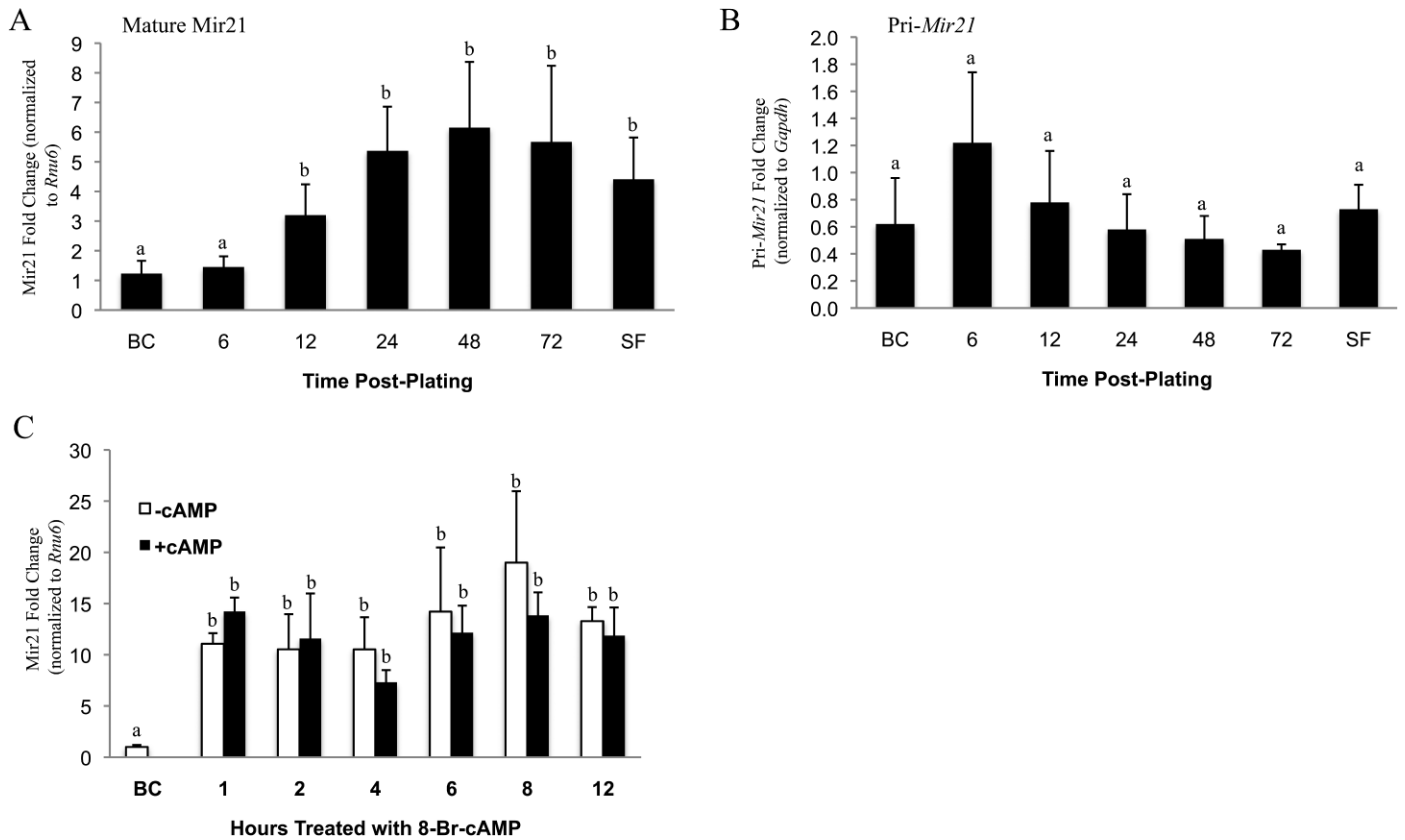 A
Mature Mir21
Mir21 Fold Change (normalized
to Rnu6)
9
8
7
6
5
4
3
2
1
0
a
a
b
b
b
b
b
BC 6 12 24 48 72 SF
Time Post-Plating
B
Pri-Mir21
Pri-Mir21 Fold Change
(normalized to Gapdh)
2.0
1.8
1.6
1.4
1.2
1.0
0.8
0.6
0.4
0.2
0.0
a
a
a
a
a
a
a
BC 6 12 24 48 72 SF
Time Post-Plating
C
Mir21 Fold Change
(normalized to Rnu6)
30
25
20
15
10
5
0
-cAMP
+cAMP
a
b
b
b
b
b
b
b
b
b
b
b b
BC 1 2 4 6 8 12
Hours Treated with 8-Br-cAMP